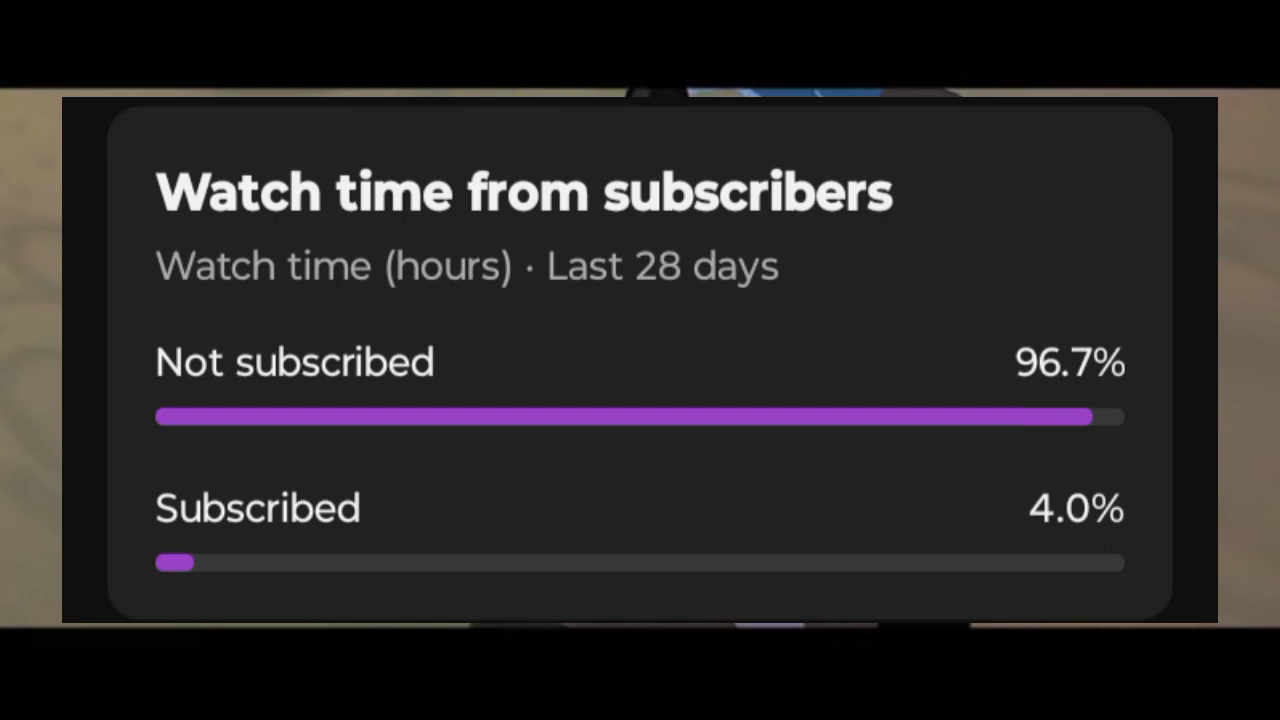 Watch time from subscribers
Watch time (hours) · Last 28 days
Not subscribed 96.7%
Subscribed 4.0%